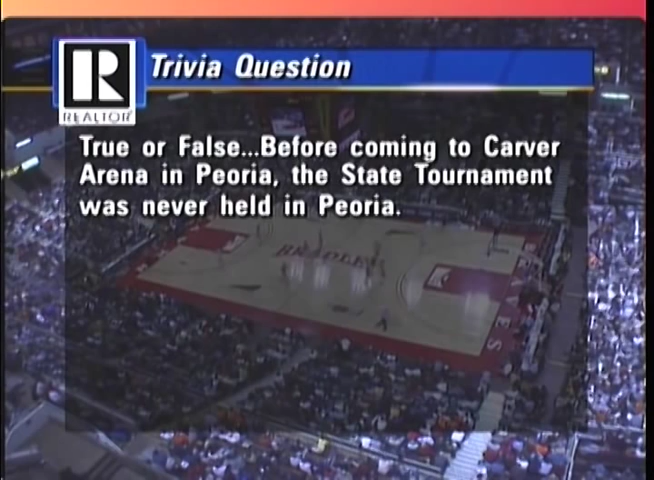 R
REALTOR®
Trivia Question
True or False...Before coming to Carver
Arena in Peoria, the State Tournament
was never held in Peoria.
BRADLEY